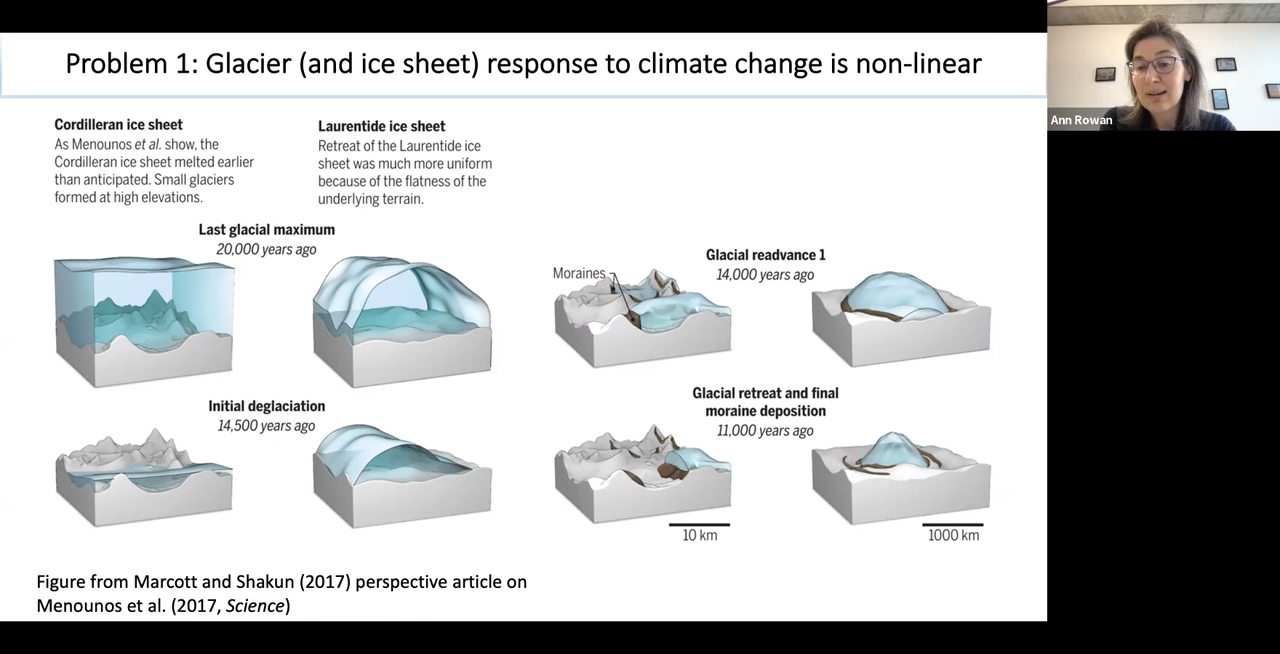 Problem 1: Glacier (and ice sheet) response to climate change is non-linear
Ann Rowan
Cordilleran ice sheet
As Menounos et al. show, the
Cordilleran ice sheet melted earlier
than anticipated. Small glaciers
formed at high elevations.
Laurentide ice sheet
Retreat of the Laurentide ice
sheet was much more uniform
because of the flatness of the
underlying terrain.
Last glacial maximum
20,000 years ago
Moraines
Glacial readvance 1
14,000 years ago
Initial deglaciation
14,500 years ago
Glacial retreat and final
moraine deposition
11,000 years ago
10 km
1000 km
Figure from Marcott and Shakun (2017) perspective article on
Menounos et al. (2017, Science)